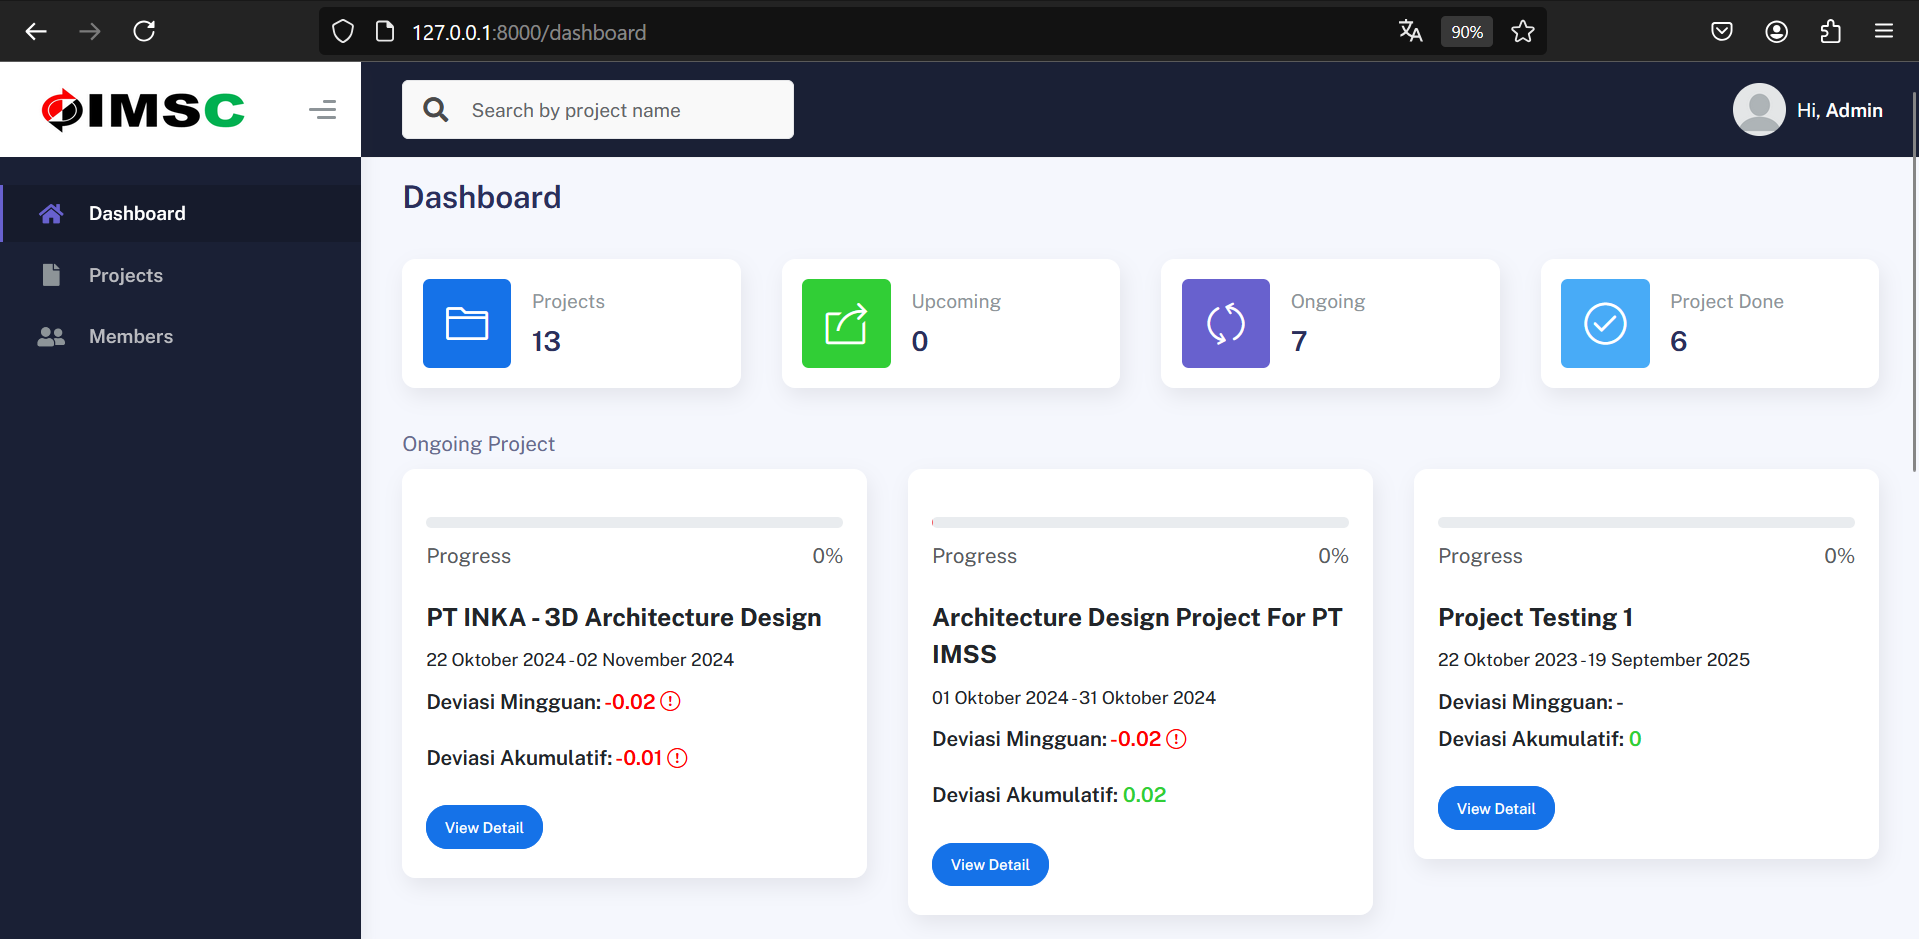 127.0.0.1:8000/dashboard
90%
IMSC
Search by project name
Hi, Admin
Dashboard
Projects
Members
Dashboard
Projects
13
Upcoming
0
Ongoing
7
Project Done
6
Ongoing Project
Progress 0%
PT INKA - 3D Architecture Design
22 Oktober 2024 - 02 November 2024
Deviasi Mingguan: -0.02
Deviasi Akumulatif: -0.01
View Detail
Progress 0%
Architecture Design Project For PT
IMSS
01 Oktober 2024 - 31 Oktober 2024
Deviasi Mingguan: -0.02
Deviasi Akumulatif: 0.02
View Detail
Progress 0%
Project Testing 1
22 Oktober 2023 - 19 September 2025
Deviasi Mingguan: -
Deviasi Akumulatif: 0
View Detail